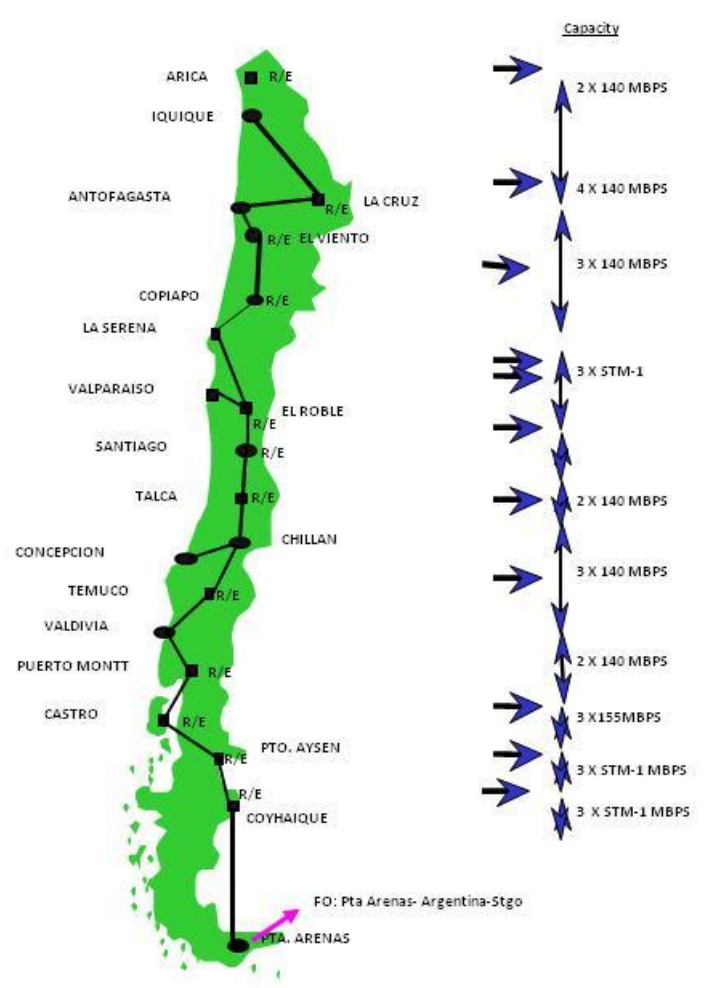 Capacity
ARICA R/E
2 X 140 MBPS
IQUIQUE
ANTOFAGASTA
4 X 140 MBPS
LA CRUZ
R/E
R/E EL VIENTO
3 X 140 MBPS
COPIAPO R/E
LA SERENA
3 X STM-1
VALPARAISO
EL ROBLE
R/E
SANTIAGO R/E
TALCA R/E
2 X 140 MBPS
CHILLAN
CONCEPCION
3 X 140 MBPS
TEMUCO R/E
VALDIVIA
PUERTO MONTT R/E
2 X 140 MBPS
CASTRO R/E
3 X155MBPS
PTO. AYSEN
R/E
3 X STM-1 MBPS
R/E
COYHAIQUE
3 X STM-1 MBPS
FO: Pta Arenas- Argentina-Stgo
PTA. ARENAS